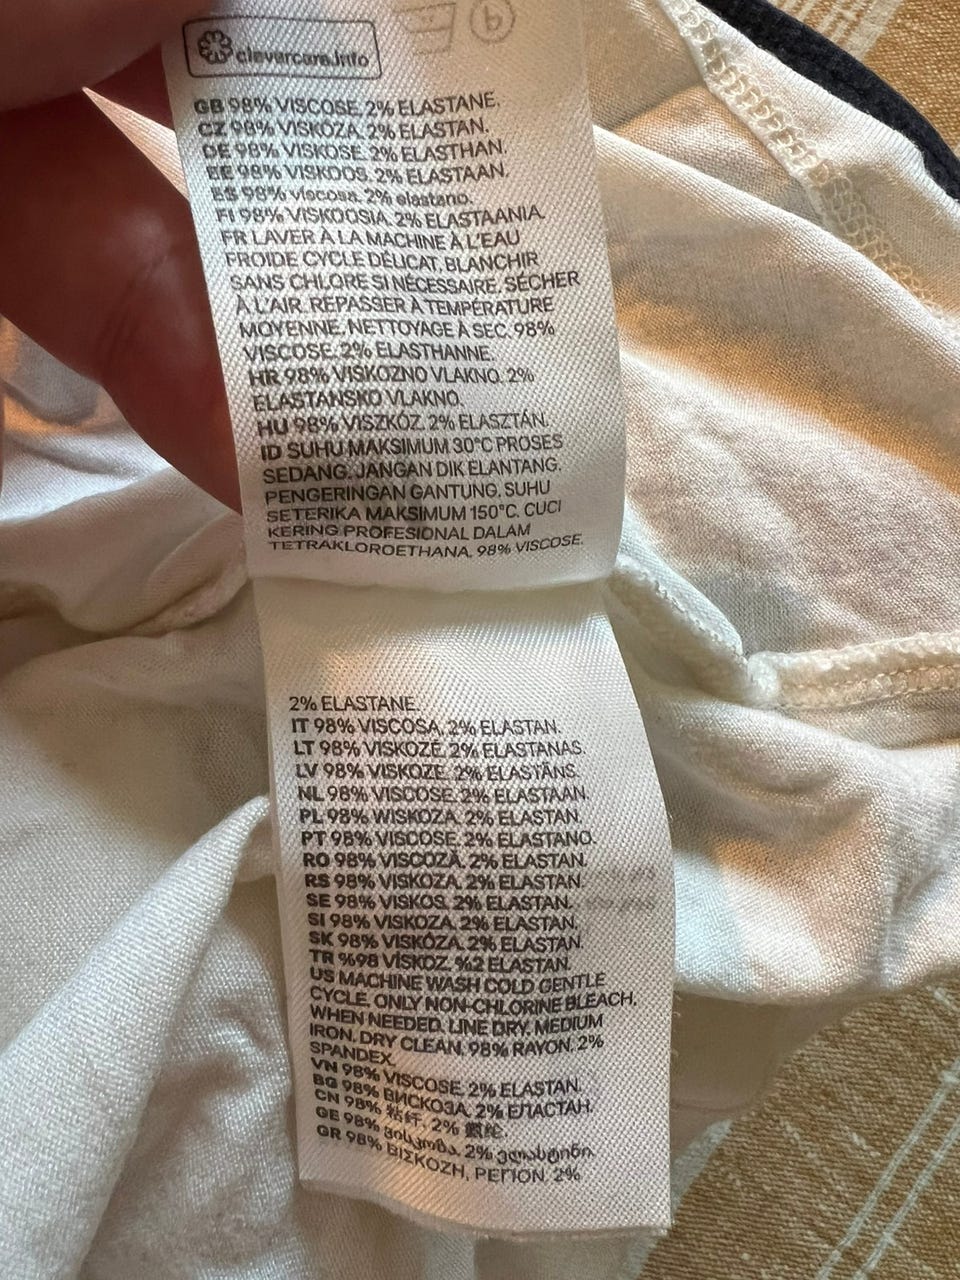 clevercare.info
P
GB 98% VISCOSE. 2% ELASTANE.
CZ 98% VISKÓZA. 2% ELASTAN.
DE 98% VISKOSE. 2% ELASTHAN.
EE 98% VISKOOS. 2% ELASTAAN.
ES 98% viscosa. 2% elastano.
FI 98% VISKOOSIA. 2% ELASTAANIA.
FR LAVER À LA MACHINE À L'EAU
FROIDE CYCLE DÉLICAT. BLANCHIR
SANS CHLORE SI NÉCESSAIRE. SÉCHER
À L'AIR. REPASSER À TEMPÉRATURE
MOYENNE. NETTOYAGE À SEC. 98%
VISCOSE. 2% ELASTHANNE.
HR 98% VISKOZNO VLAKNO. 2%
ELASTANSKO VLAKNO.
HU 98% VISZKÓZ. 2% ELASZTÁN.
ID SUHU MAKSIMUM 30°C PROSES
SEDANG. JANGAN DIKELANTANG.
PENGERINGAN GANTUNG. SUHU
SETERIKA MAKSIMUM 150°C. CUCI
KERING PROFESIONAL DALAM
TETRAKLOROETHANA. 98% VISCOSE.
2% ELASTANE.
IT 98% VISCOSA. 2% ELASTAN.
LT 98% VISKOZĖ. 2% ELASTANAS.
LV 98% VISKOZE. 2% ELASTĀNS.
NL 98% VISCOSE. 2% ELASTAAN.
PL 98% WISKOZA. 2% ELASTAN.
PT 98% VISCOSE. 2% ELASTANO.
RO 98% VISCOZĂ. 2% ELASTAN.
RS 98% VISKOZA. 2% ELASTAN.
SE 98% VISKOS. 2% ELASTAN.
SI 98% VISKOZA. 2% ELASTAN.
SK 98% VISKÓZA. 2% ELASTAN.
TR %98 VİSKOZ. %2 ELASTAN.
US MACHINE WASH COLD GENTLE
CYCLE. ONLY NON-CHLORINE BLEACH.
WHEN NEEDED. LINE DRY. MEDIUM
IRON. DRY CLEAN. 98% RAYON. 2%
SPANDEX.
VN 98% VISCOSE. 2% ELASTAN.
BG 98% ВИСКОЗА. 2% ЕЛАСТАН.
CN 98% 粘纤. 2% 氨纶.
GE 98% ვისკოზა. 2% ელასტინი.
GR 98% ΒΙΣΚΟΖΗ, ΡΕΓΙΟΝ. 2%